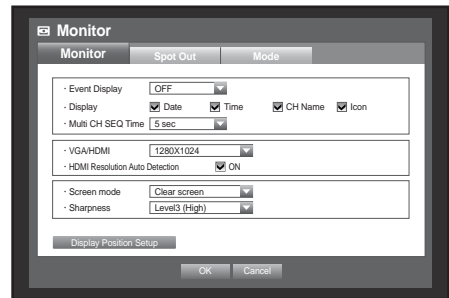 Monitor
Monitor Spot Out Mode
· Event Display OFF
· Display Date Time CH Name Icon
· Multi CH SEQ Time 5 sec
· VGA/HDMI 1280X1024
· HDMI Resolution Auto Detection ON
· Screen mode Clear screen
· Sharpness Level3 (High)
Display Position Setup
OK Cancel